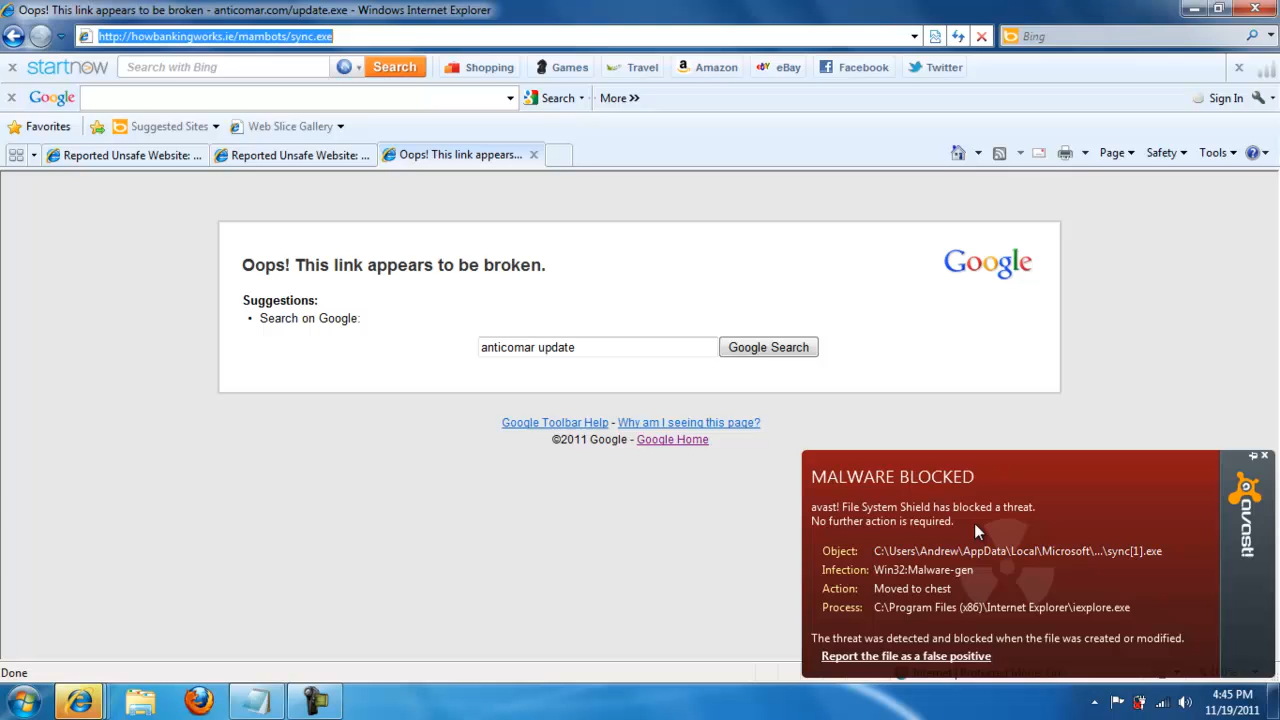 Oops! This link appears to be broken - anticomar.com/update.exe - Windows Internet Explorer
http://howbankingworks.ie/mambots/sync.exe
Bing
startnow Search with Bing Search Shopping Games Travel Amazon eBay Facebook Twitter
Google Search More >> Sign In
Favorites Suggested Sites Web Slice Gallery
Reported Unsafe Website: ... Reported Unsafe Website: ... Oops! This link appears... Page Safety Tools
Oops! This link appears to be broken.
Google
Suggestions:
• Search on Google:
anticomar update Google Search
Google Toolbar Help - Why am I seeing this page?
©2011 Google - Google Home
MALWARE BLOCKED
avast! File System Shield has blocked a threat.
No further action is required.
Object: C:\Users\Andrew\AppData\Local\Microsoft\...\sync[1].exe
Infection: Win32:Malware-gen
Action: Moved to chest
Process: C:\Program Files (x86)\Internet Explorer\iexplore.exe
The threat was detected and blocked when the file was created or modified.
Report the file as a false positive
avast!
Done
4:45 PM
11/19/2011